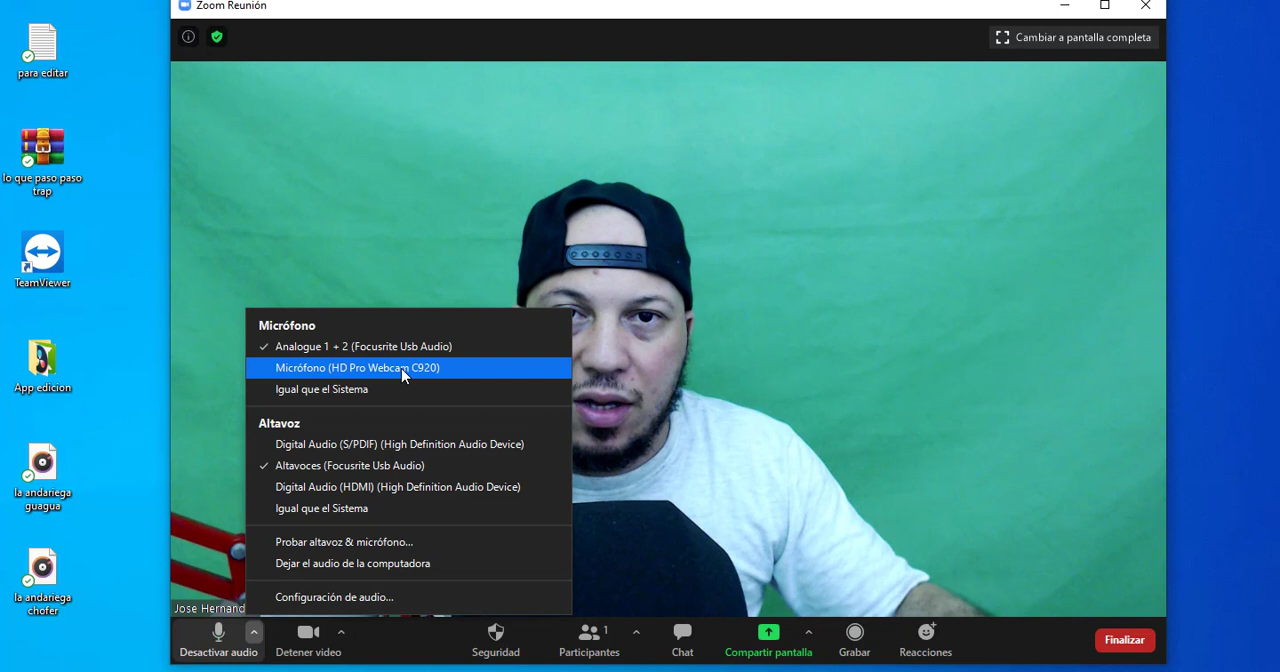 Zoom Reunión
Cambiar a pantalla completa
para editar
lo que paso paso
trap
TeamViewer
App edicion
la andariega
guagua
la andariega
chofer
Micrófono
Analogue 1 + 2 (Focusrite Usb Audio)
Micrófono (HD Pro Webcam C920)
Igual que el Sistema
Altavoz
Digital Audio (S/PDIF) (High Definition Audio Device)
Altavoces (Focusrite Usb Audio)
Digital Audio (HDMI) (High Definition Audio Device)
Igual que el Sistema
Probar altavoz & micrófono...
Dejar el audio de la computadora
Configuración de audio...
Jose Hernand
Desactivar audio
Detener video
Seguridad
1
Participantes
Chat
Compartir pantalla
Grabar
Reacciones
Finalizar